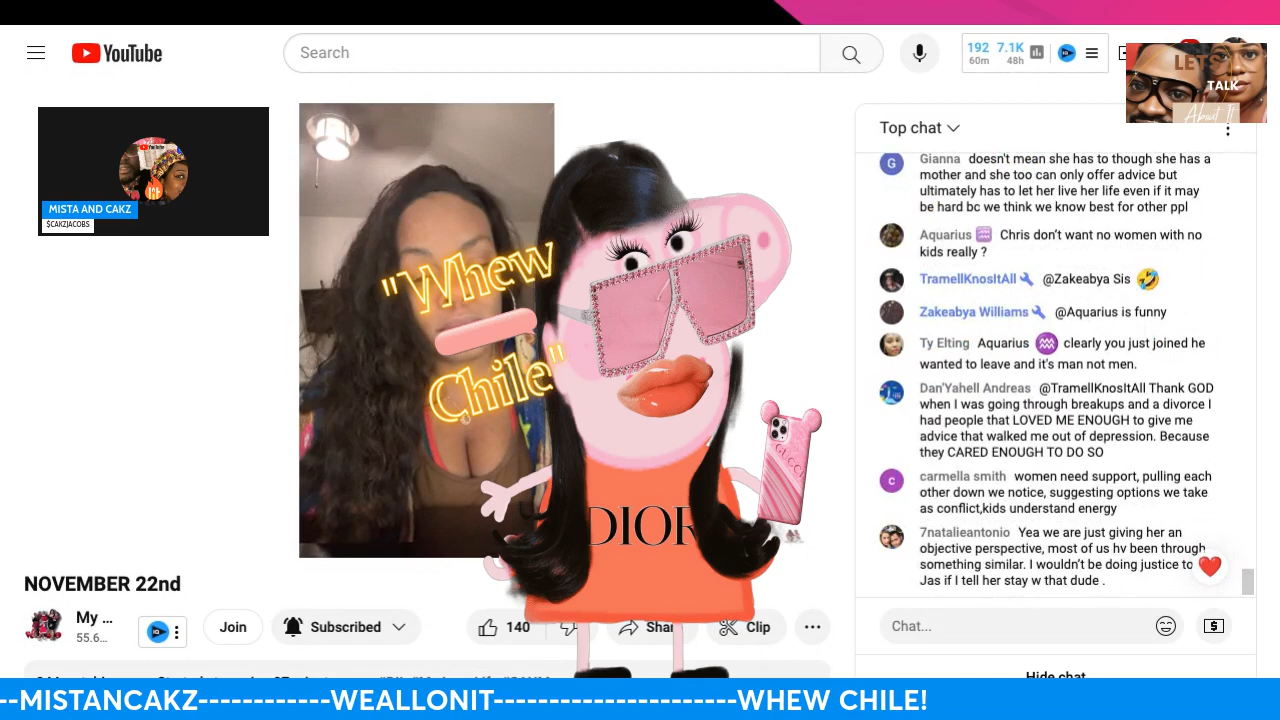 YouTube
Search
192 7.1K
60m 48h
LETS
TALK
About It
MISTA AND CAKZ
$CAKZJACOBS
"Whew
Chile"
GUCCI
DIOR
Top chat
G
Gianna doesn't mean she has to though she has a
mother and she too can only offer advice but
ultimately has to let her live her life even if it may
be hard bc we think we know best for other ppl
Aquarius ♒ Chris don't want no women with no
kids really ?
TramellKnosItAll @Zakeabya Sis 🤣
Zakeabya Williams @Aquarius is funny
Ty Elting Aquarius ♒ clearly you just joined he
wanted to leave and it's man not men.
Dan'Yahell Andreas @TramellKnosItAll Thank GOD
when I was going through breakups and a divorce I
had people that LOVED ME ENOUGH to give me
advice that walked me out of depression. Because
they CARED ENOUGH TO DO SO
c
carmella smith women need support, pulling each
other down we notice, suggesting options we take
as conflict,kids understand energy
7natalieantonio Yea we are just giving her an
objective perspective, most of us hv been through
something similar. I wouldn't be doing justice to
Jas if I tell her stay w that dude .
Chat...
Hide chat
NOVEMBER 22nd
My ...
55.6...
Join
Subscribed
140
Shar
Clip
--MISTANCAKZ------------WEALLONIT----------------------WHEW CHILE!